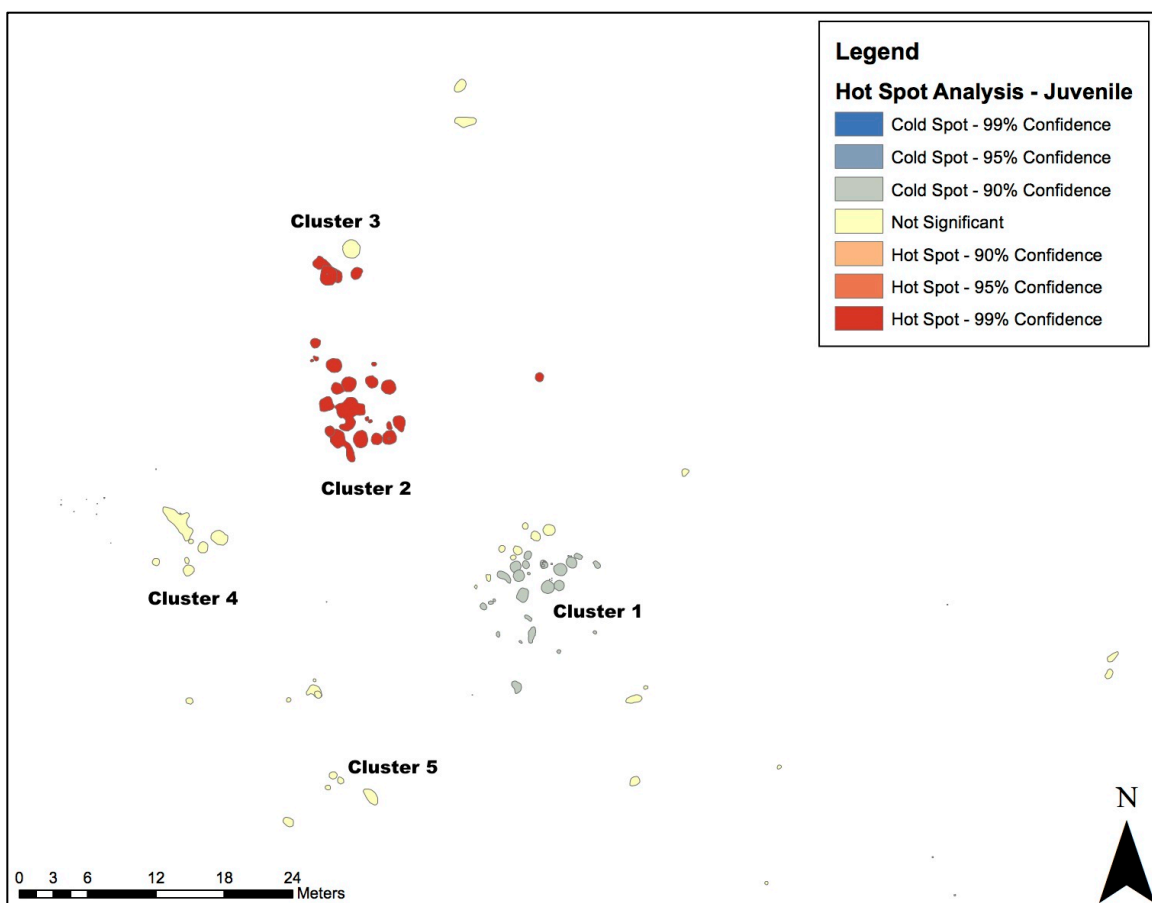 Legend
Hot Spot Analysis - Juvenile
Cold Spot - 99% Confidence
Cold Spot - 95% Confidence
Cold Spot - 90% Confidence
Not Significant
Hot Spot - 90% Confidence
Hot Spot - 95% Confidence
Hot Spot - 99% Confidence
Cluster 3
Cluster 2
Cluster 4
Cluster 1
Cluster 5
N
0 3 6 12 18 24
Meters